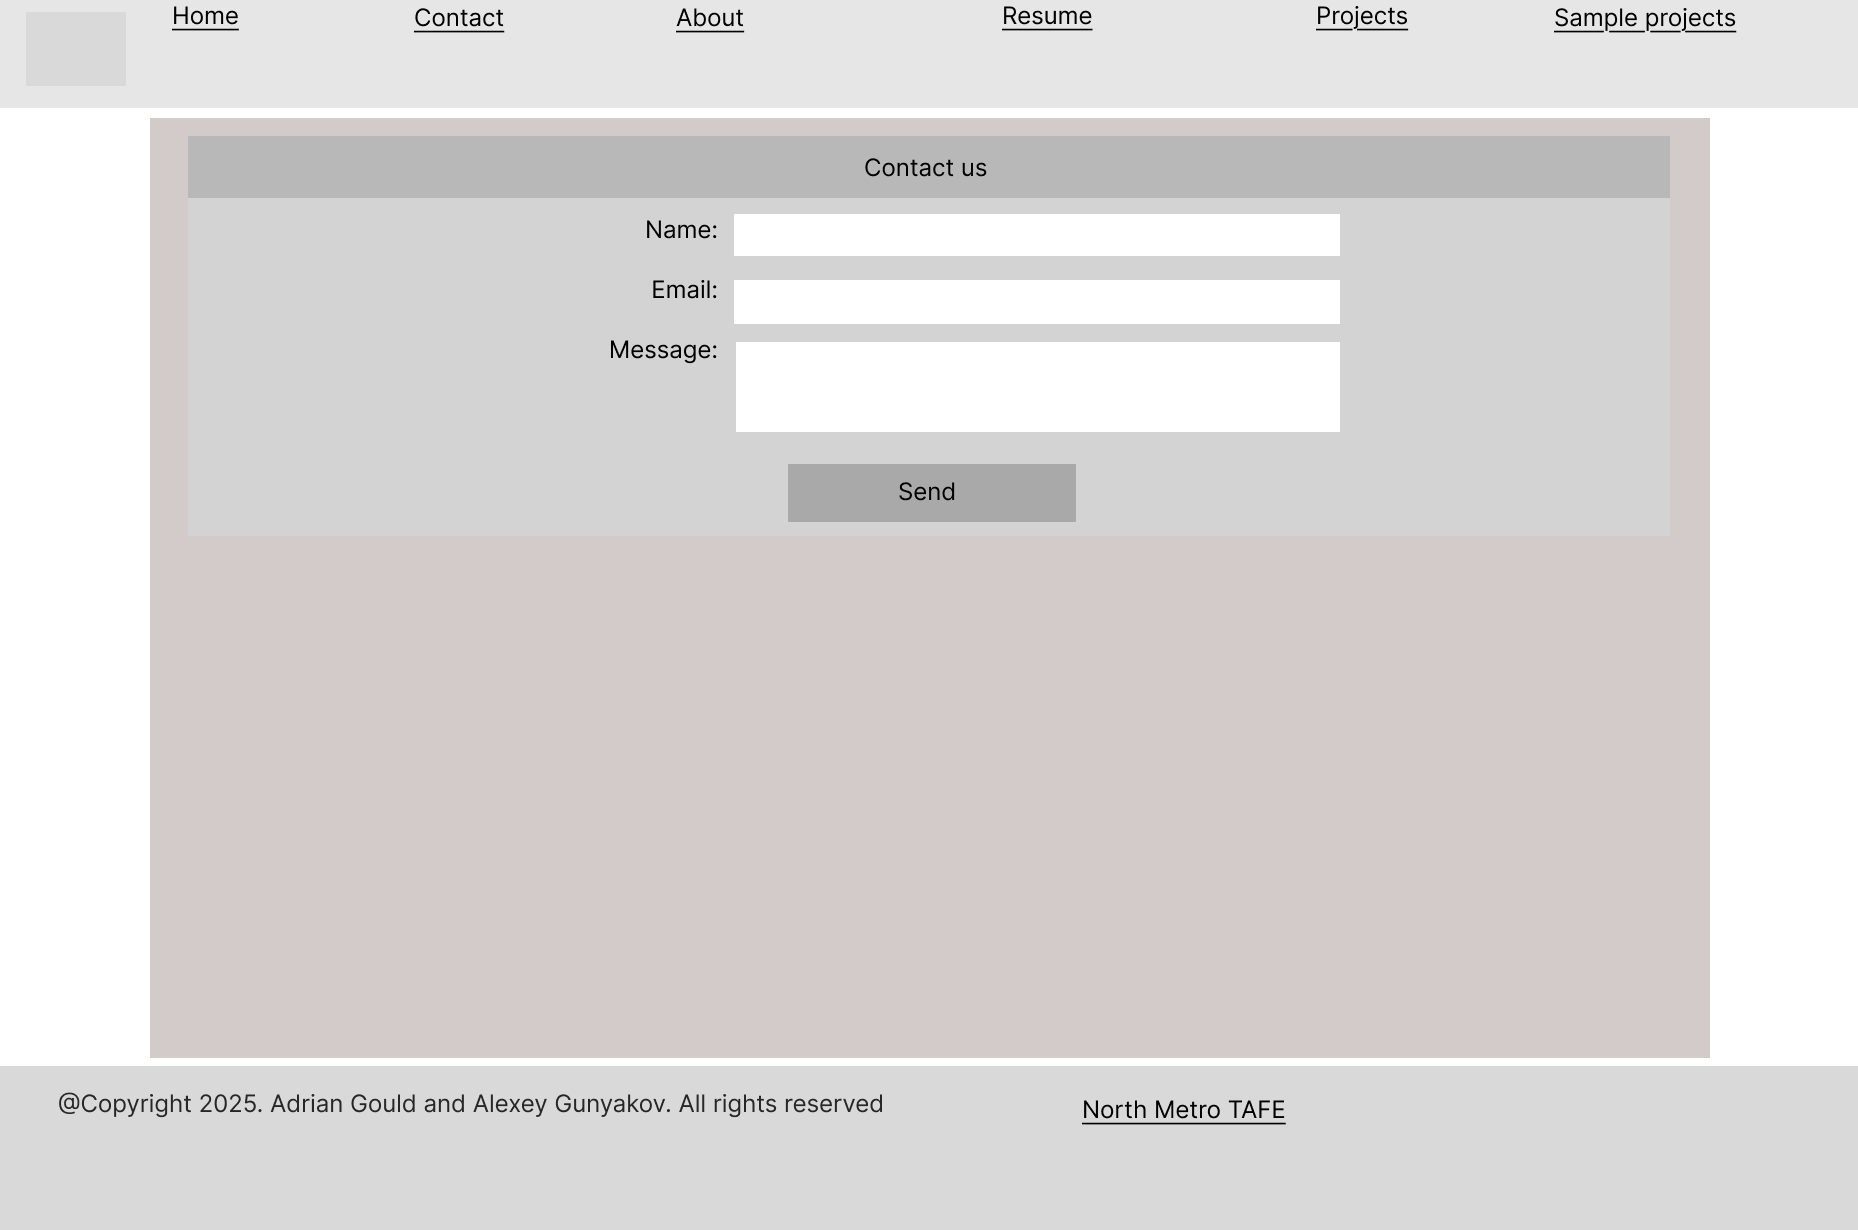 Home
Contact
About
Resume
Projects
Sample projects
Contact us
Name:
Email:
Message:
Send
@Copyright 2025. Adrian Gould and Alexey Gunyakov. All rights reserved
North Metro TAFE